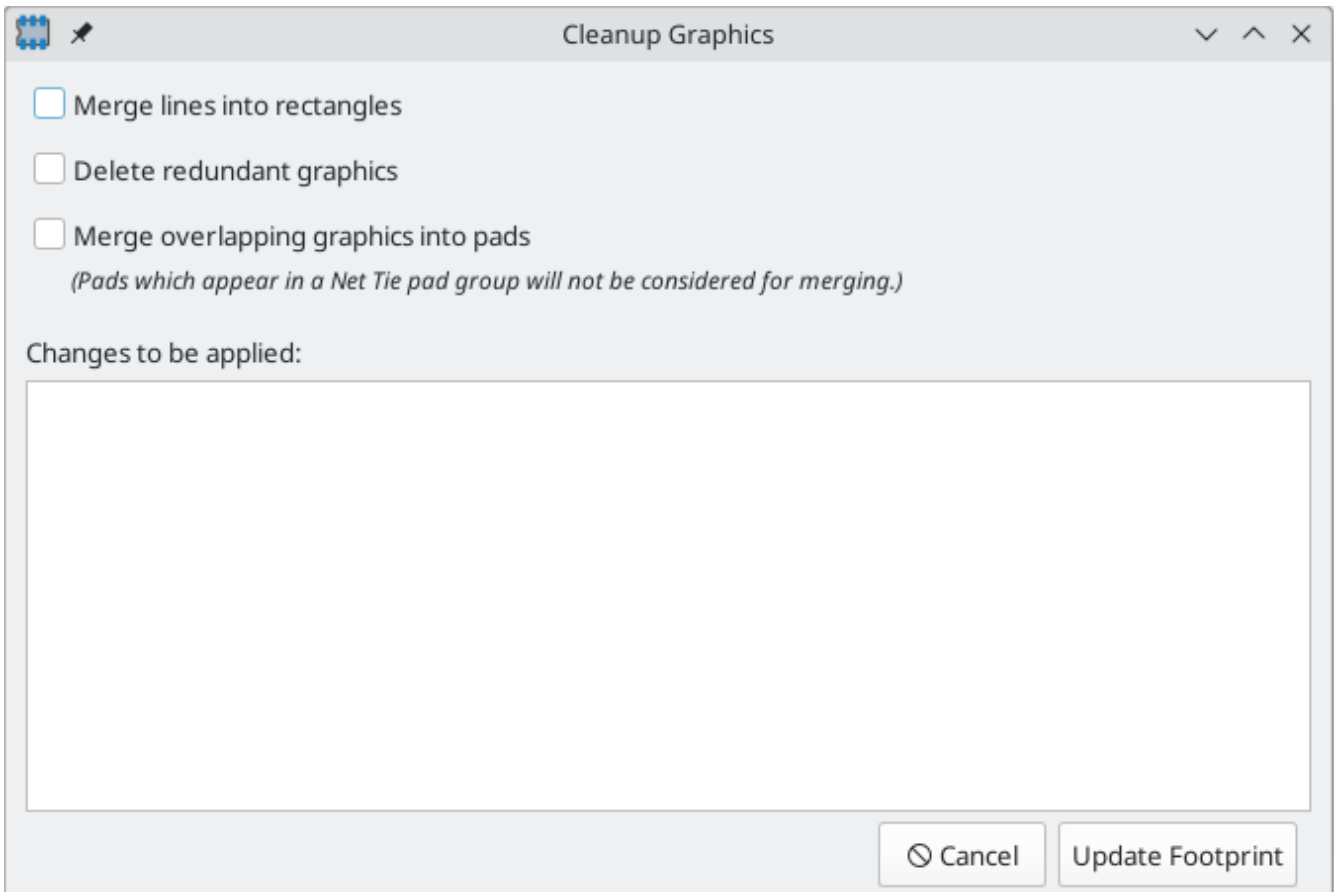 Cleanup Graphics
Merge lines into rectangles
Delete redundant graphics
Merge overlapping graphics into pads
(Pads which appear in a Net Tie pad group will not be considered for merging.)
Changes to be applied:
Cancel Update Footprint